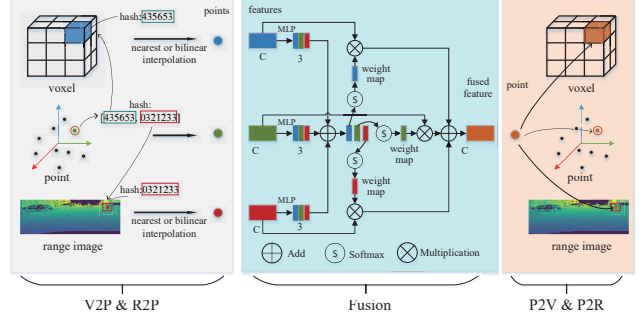 hash:435653
points
nearest or bilinear
interpolation
voxel
hash:
[435653, 0321233]
point
hash:0321233
nearest or bilinear
interpolation
range image
V2P & R2P
features
MLP
C
3
weight
map
S
fused
feature
MLP
C
3
S
weight
map
C
S
weight
map
MLP
C
3
Add
S
Softmax
Multiplication
Fusion
voxel
point
point
range image
P2V & P2R